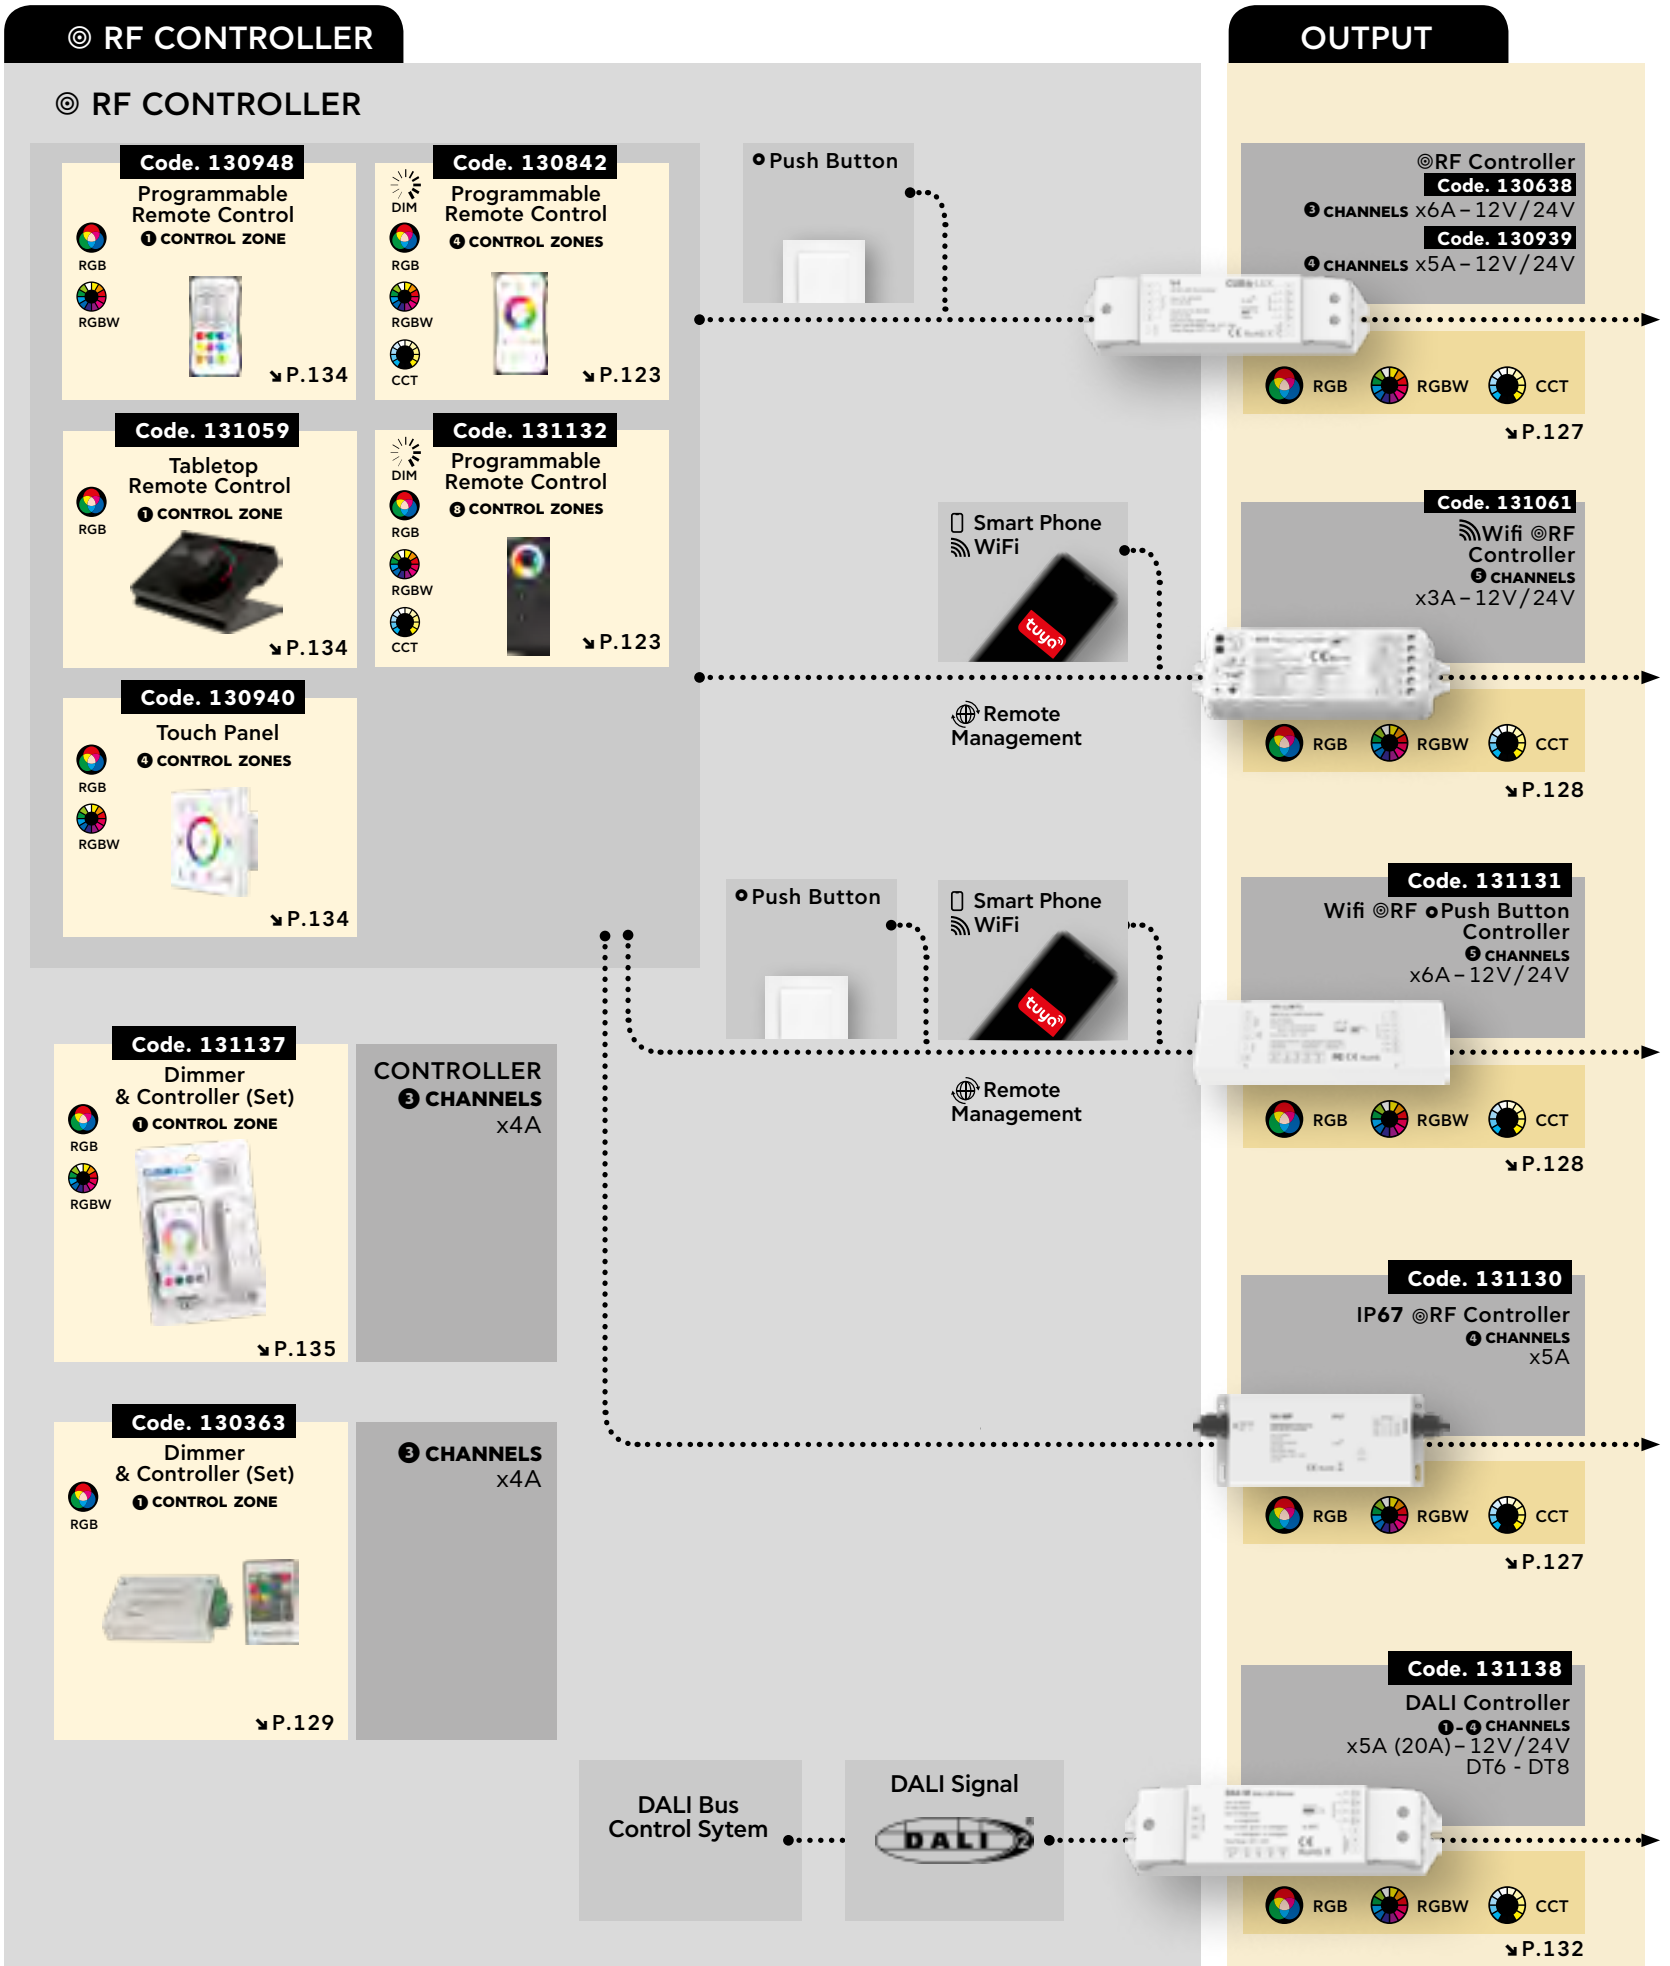 RF CONTROLLER
OUTPUT
RF CONTROLLER
Code. 130948
Programmable
Remote Control
1 CONTROL ZONE
RGB
RGBW
P.134
Code. 130842
DIM
Programmable
Remote Control
4 CONTROL ZONES
RGB
RGBW
CCT
P.123
Code. 131059
Tabletop
Remote Control
1 CONTROL ZONE
RGB
P.134
Code. 131132
DIM
Programmable
Remote Control
8 CONTROL ZONES
RGB
RGBW
CCT
P.123
Code. 130940
Touch Panel
4 CONTROL ZONES
RGB
RGBW
P.134
Push Button
RF Controller
Code. 130638
3 CHANNELS x6A–12V/24V
Code. 130939
4 CHANNELS x5A–12V/24V
RGB RGBW CCT
P.127
Smart Phone
WiFi
tuya
Remote
Management
Code. 131061
Wifi RF
Controller
5 CHANNELS
x3A–12V/24V
RGB RGBW CCT
P.128
Push Button
Smart Phone
WiFi
tuya
Remote
Management
Code. 131131
Wifi RF Push Button
Controller
5 CHANNELS
x6A–12V/24V
RGB RGBW CCT
P.128
Code. 131137
Dimmer
& Controller (Set)
1 CONTROL ZONE
RGB
RGBW
P.135
CONTROLLER
3 CHANNELS
x4A
Code. 131130
IP67 RF Controller
4 CHANNELS
x5A
RGB RGBW CCT
P.127
Code. 130363
Dimmer
& Controller (Set)
1 CONTROL ZONE
RGB
P.129
3 CHANNELS
x4A
DALI Bus
Control Sytem
DALI Signal
DALI 2
Code. 131138
DALI Controller
1-4 CHANNELS
x5A (20A)–12V/24V
DT6 - DT8
RGB RGBW CCT
P.132